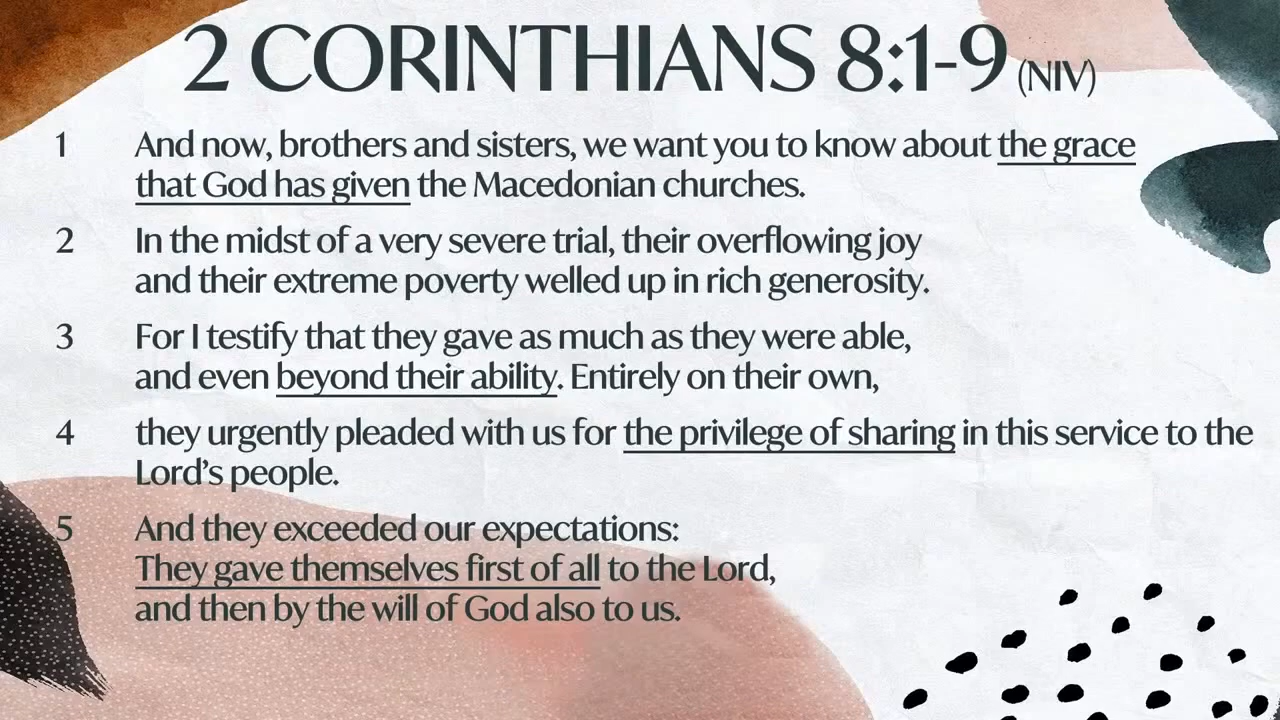 2 CORINTHIANS 8:1-9 (NIV)
1 And now, brothers and sisters, we want you to know about the grace
that God has given the Macedonian churches.
2 In the midst of a very severe trial, their overflowing joy
and their extreme poverty welled up in rich generosity.
3 For I testify that they gave as much as they were able,
and even beyond their ability. Entirely on their own,
4 they urgently pleaded with us for the privilege of sharing in this service to the
Lord’s people.
5 And they exceeded our expectations:
They gave themselves first of all to the Lord,
and then by the will of God also to us.